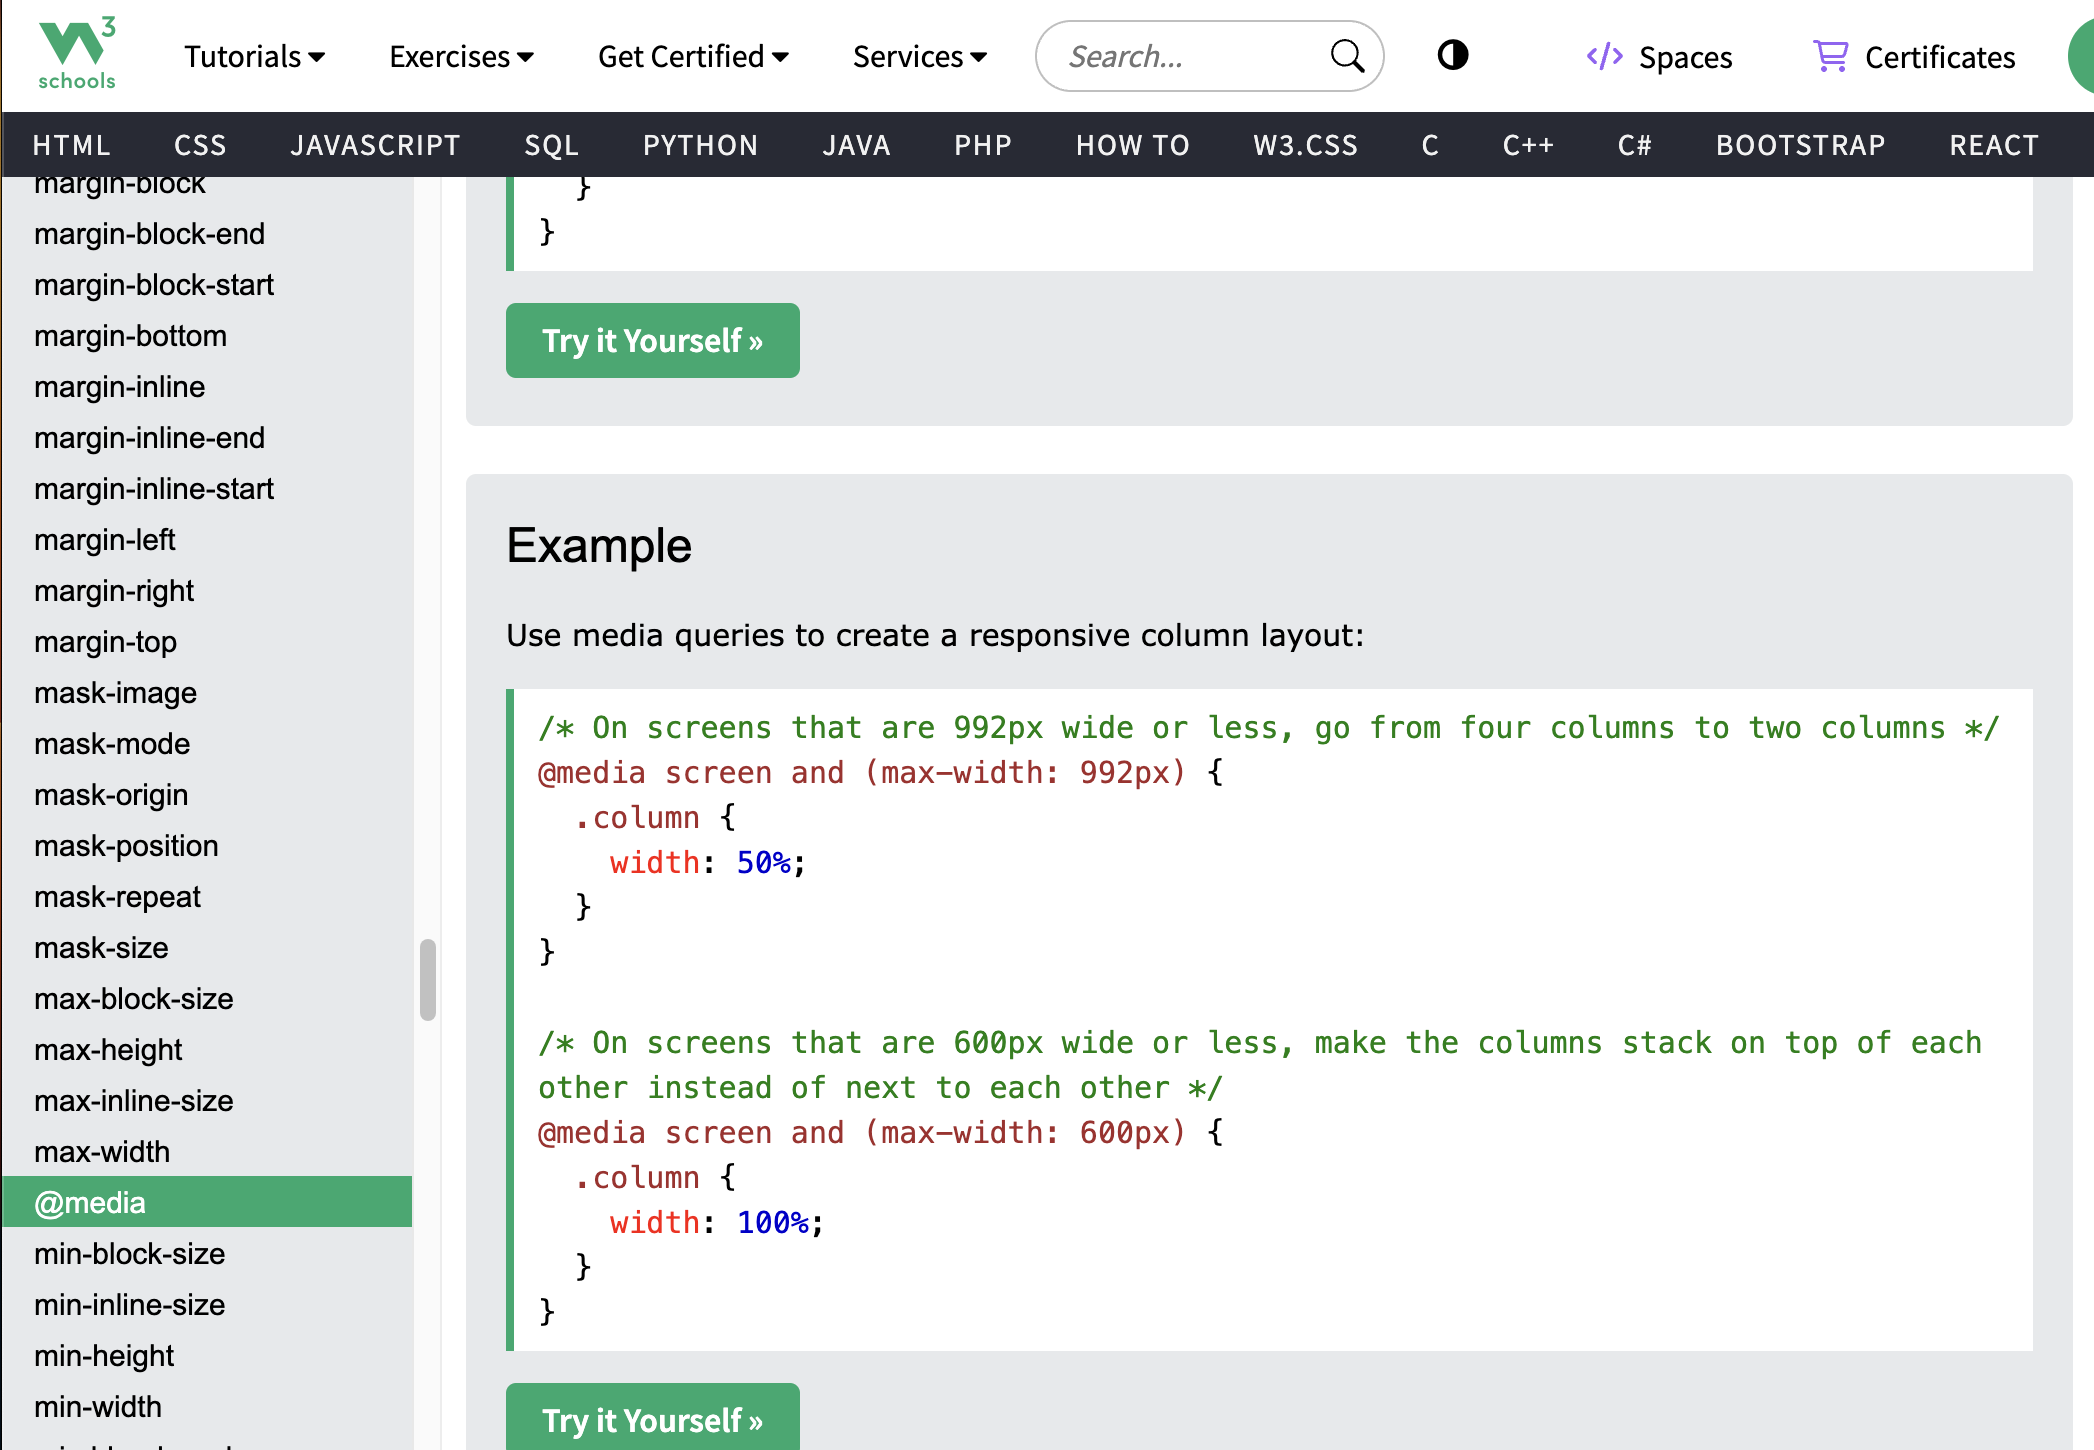 3
schools
Tutorials Exercises Get Certified Services Search... </> Spaces Certificates
HTML CSS JAVASCRIPT SQL PYTHON JAVA PHP HOW TO W3.CSS C C++ C# BOOTSTRAP REACT
margin-block
margin-block-end
margin-block-start
margin-bottom
margin-inline
margin-inline-end
margin-inline-start
margin-left
margin-right
margin-top
mask-image
mask-mode
mask-origin
mask-position
mask-repeat
mask-size
max-block-size
max-height
max-inline-size
max-width
@media
min-block-size
min-inline-size
min-height
min-width
}
}
Try it Yourself »
Example
Use media queries to create a responsive column layout:
/* On screens that are 992px wide or less, go from four columns to two columns */
@media screen and (max-width: 992px) {
.column {
width: 50%;
}
}
/* On screens that are 600px wide or less, make the columns stack on top of each
other instead of next to each other */
@media screen and (max-width: 600px) {
.column {
width: 100%;
}
}
Try it Yourself »